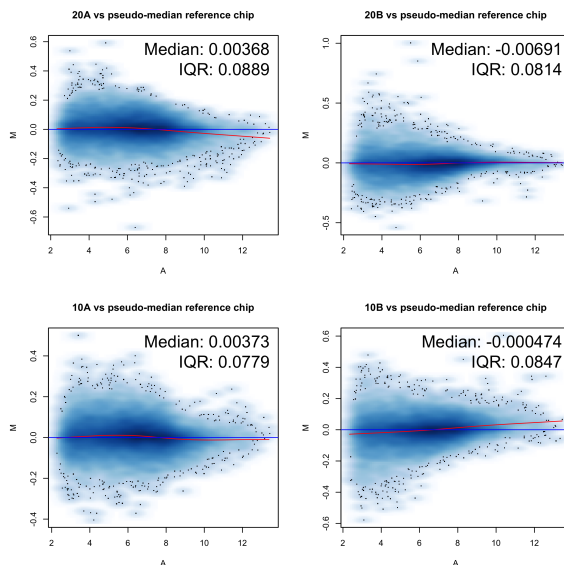 20A vs pseudo-median reference chip
Median: 0.00368
IQR: 0.0889
0.6
0.4
0.2
0.0
-0.2
-0.4
-0.6
M
2 4 6 8 10 12
A
20B vs pseudo-median reference chip
Median: -0.00691
IQR: 0.0814
1.0
0.5
0.0
-0.5
M
2 4 6 8 10 12
A
10A vs pseudo-median reference chip
Median: 0.00373
IQR: 0.0779
0.4
0.2
0.0
-0.2
-0.4
M
2 4 6 8 10 12
A
10B vs pseudo-median reference chip
Median: -0.000474
IQR: 0.0847
0.6
0.4
0.2
0.0
-0.2
-0.4
-0.6
M
2 4 6 8 10 12
A